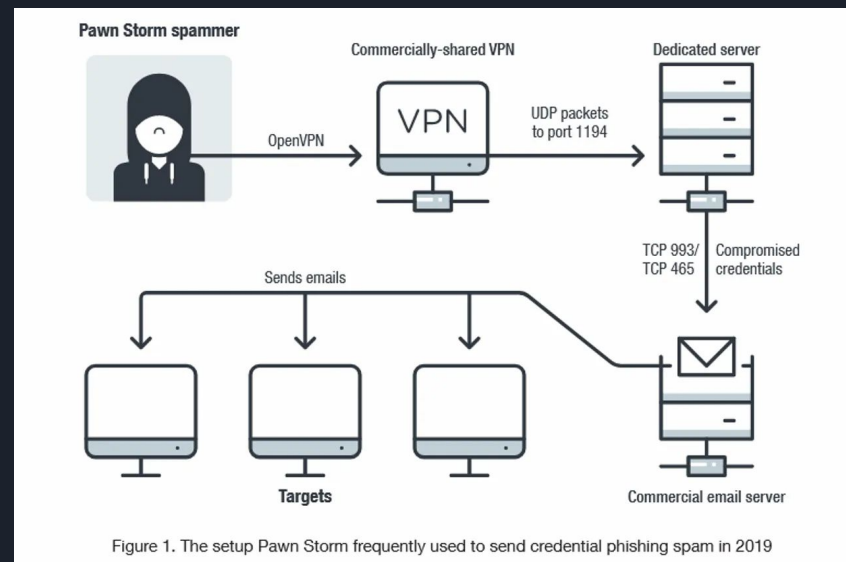 Pawn Storm spammer
Commercially-shared VPN
Dedicated server
VPN
OpenVPN
UDP packets
to port 1194
TCP 993/
TCP 465
Compromised
credentials
Sends emails
Targets
Commercial email server
Figure 1. The setup Pawn Storm frequently used to send credential phishing spam in 2019